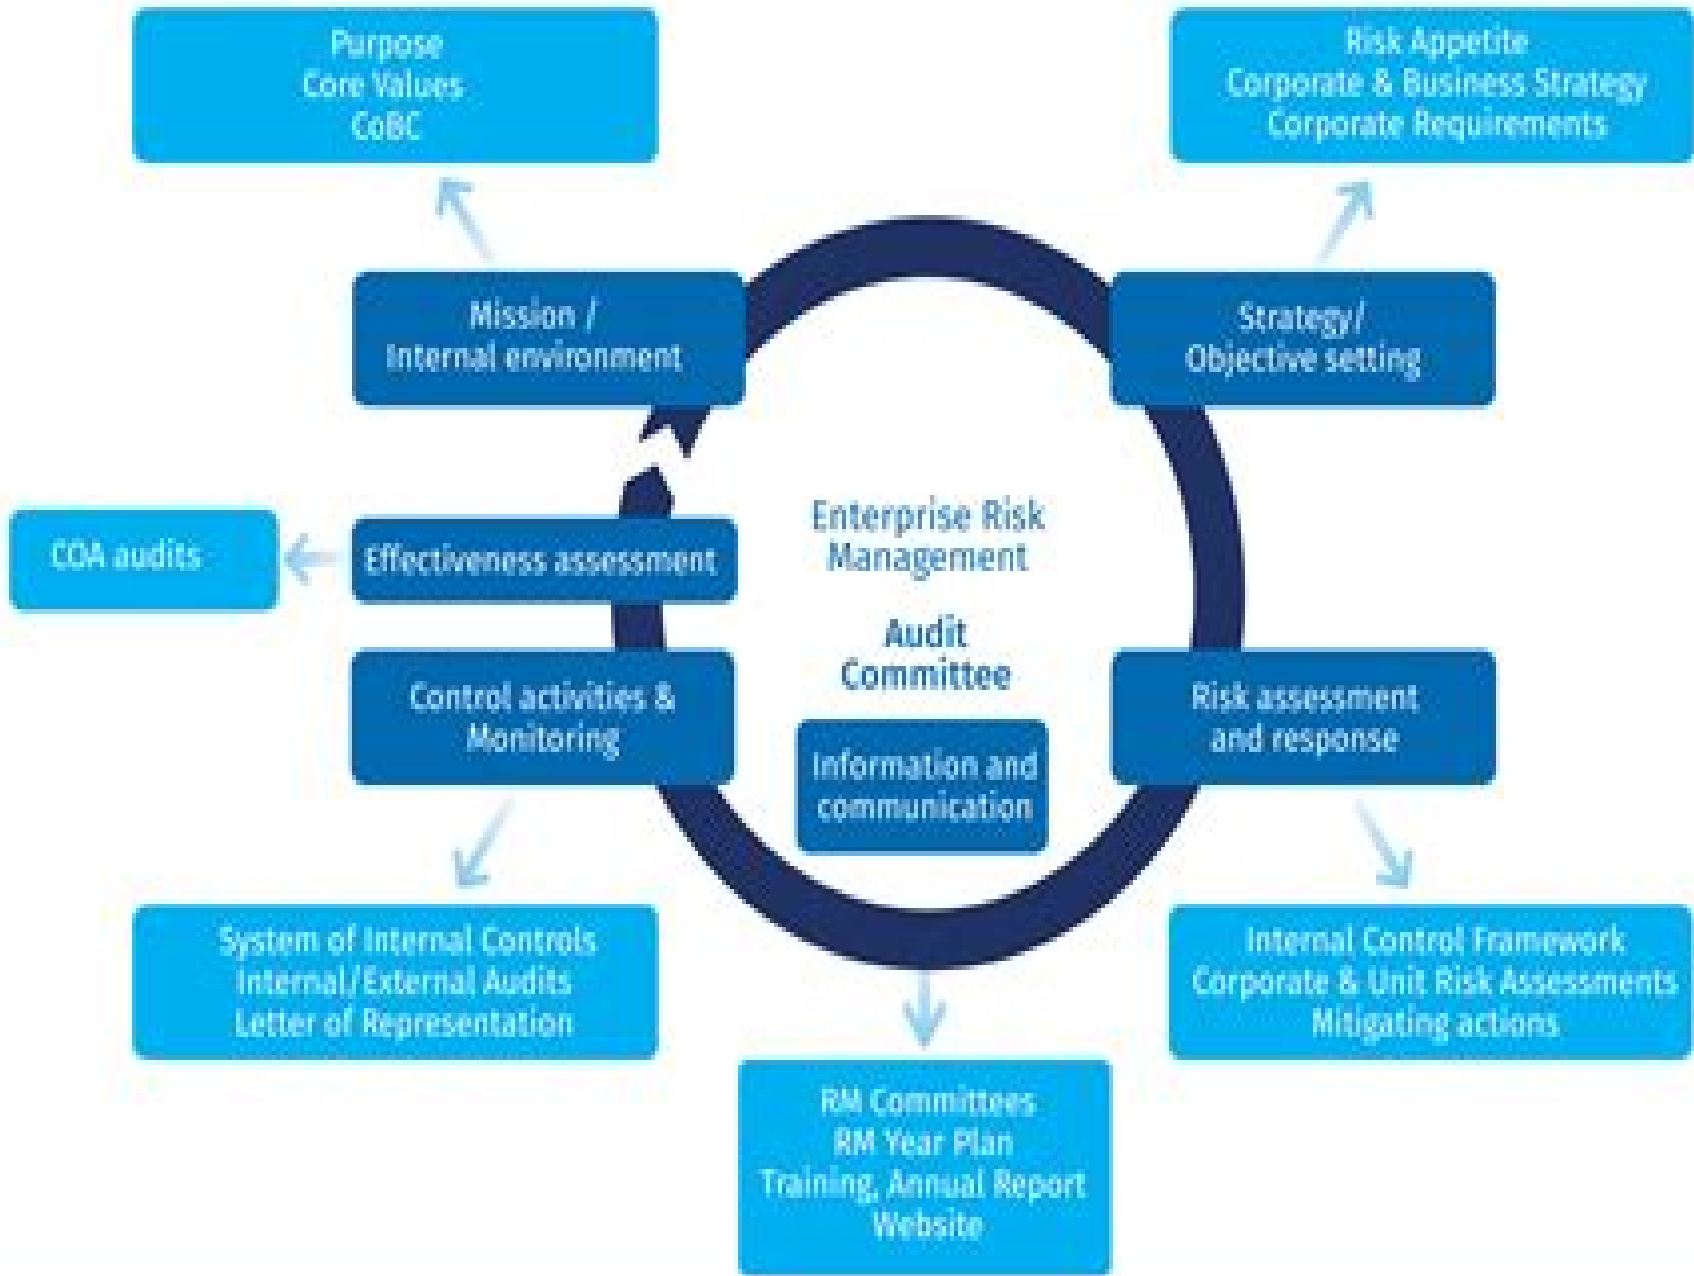 Purpose
Core Values
CoBC
Risk Appetite
Corporate & Business Strategy
Corporate Requirements
Mission /
Internal environment
Strategy/
Objective setting
Enterprise Risk
Management
COA audits
Effectiveness assessment
Audit
Committee
Control activities &
Monitoring
Information and
communication
Risk assessment
and response
System of Internal Controls
Internal/External Audits
Letter of Representation
Internal Control Framework
Corporate & Unit Risk Assessments
Mitigating actions
RM Committees
RM Year Plan
Training, Annual Report
Website